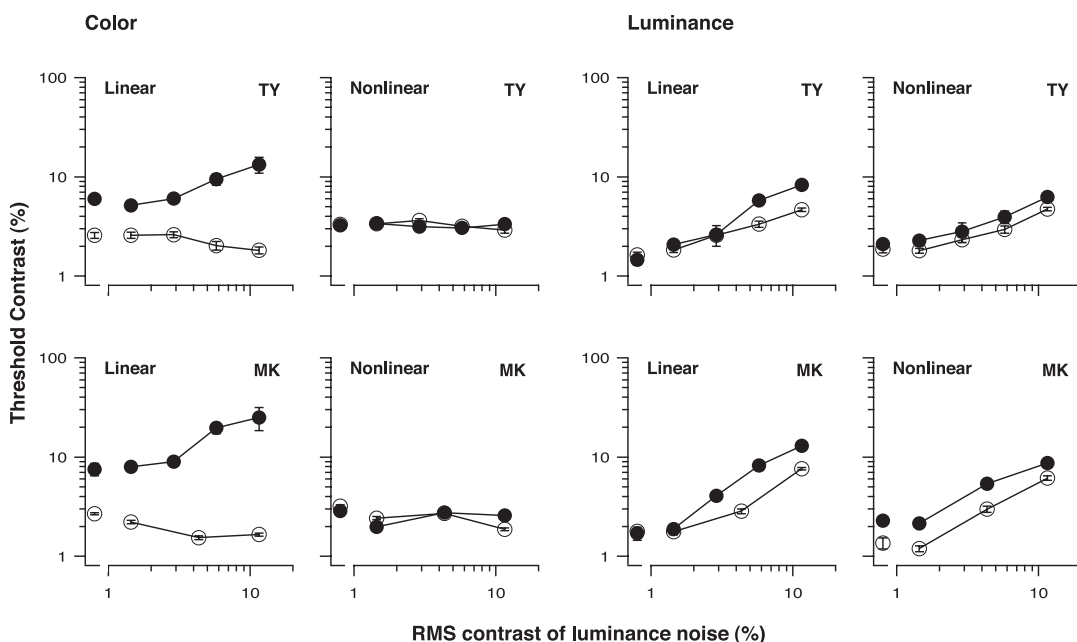 Color
Luminance
Threshold Contrast (%)
100
10
1
Linear
TY
Nonlinear
TY
100
10
1
Linear
TY
Nonlinear
TY
100
10
1
Linear
MK
Nonlinear
MK
100
10
1
Linear
MK
Nonlinear
MK
1
10
1
10
1
10
1
10
RMS contrast of luminance noise (%)